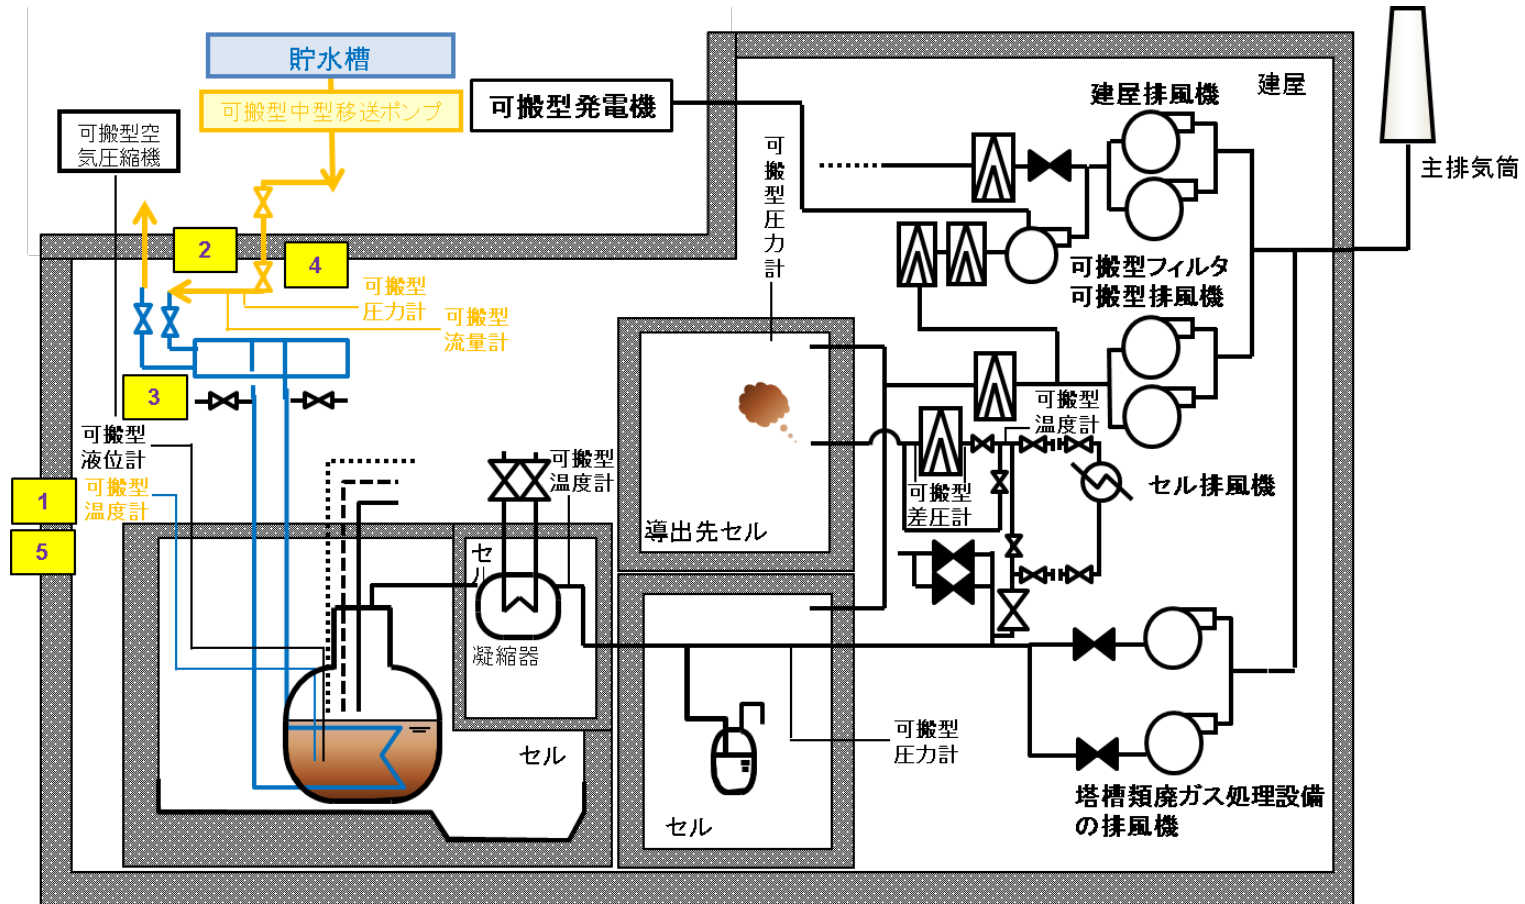 貯水槽
可搬型中型移送ポンプ
可搬型空
気圧縮機
可搬型発電機
建屋排風機
建屋
主排気筒
可搬型圧力計
2
4
可搬型
圧力計
可搬型
流量計
可搬型フィルタ
可搬型排風機
3
可搬型
液位計
可搬型
温度計
1
5
可搬型
温度計
可搬型
温度計
可搬型
差圧計
セル排風機
導出先セル
セル
凝縮器
セル
セル
可搬型
圧力計
塔槽類廃ガス処理設備
の排風機